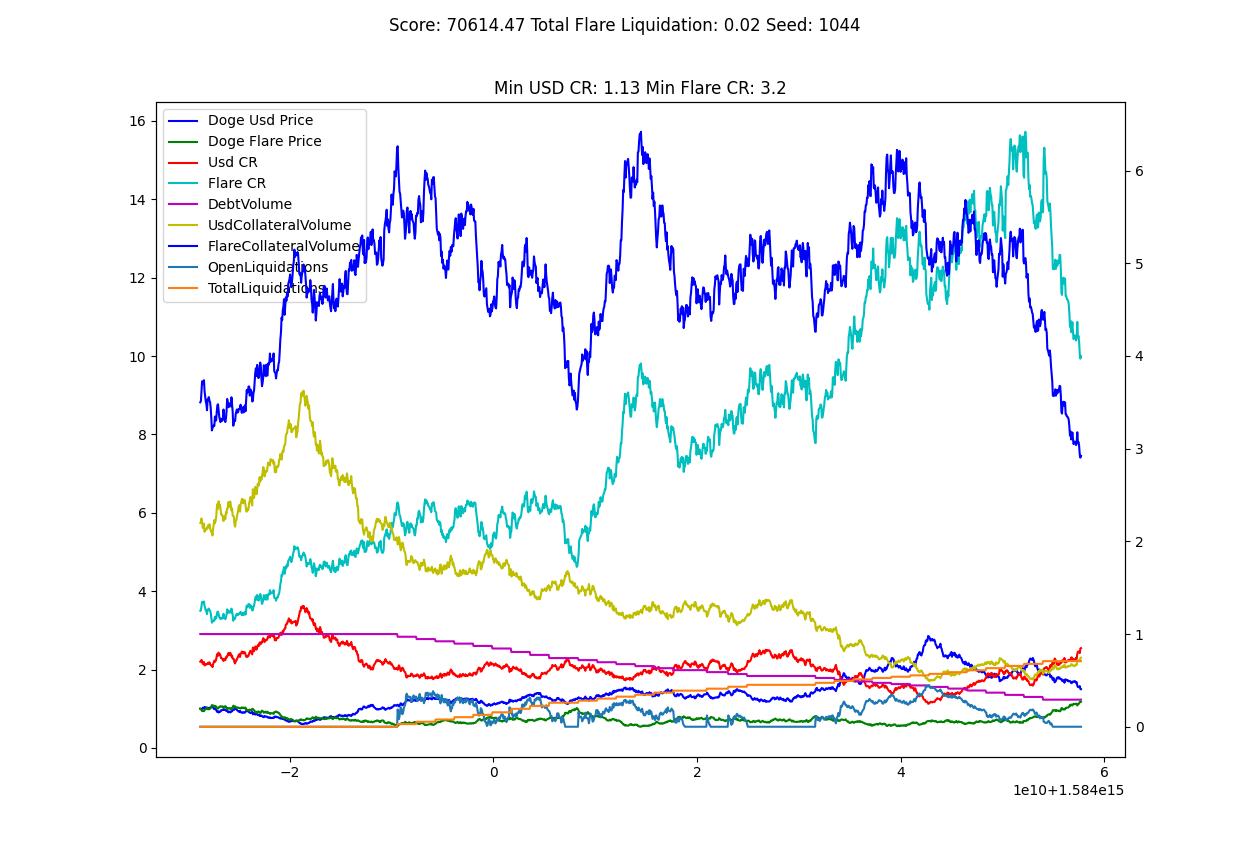 Score: 70614.47 Total Flare Liquidation: 0.02 Seed: 1044
Min USD CR: 1.13 Min Flare CR: 3.2
Doge Usd Price
Doge Flare Price
Usd CR
Flare CR
DebtVolume
UsdCollateralVolume
FlareCollateralVolume
OpenLiquidations
TotalLiquidations
16
14
12
10
8
6
4
2
0
6
5
4
3
2
1
0
−2 0 2 4 6
1e10+1.584e15